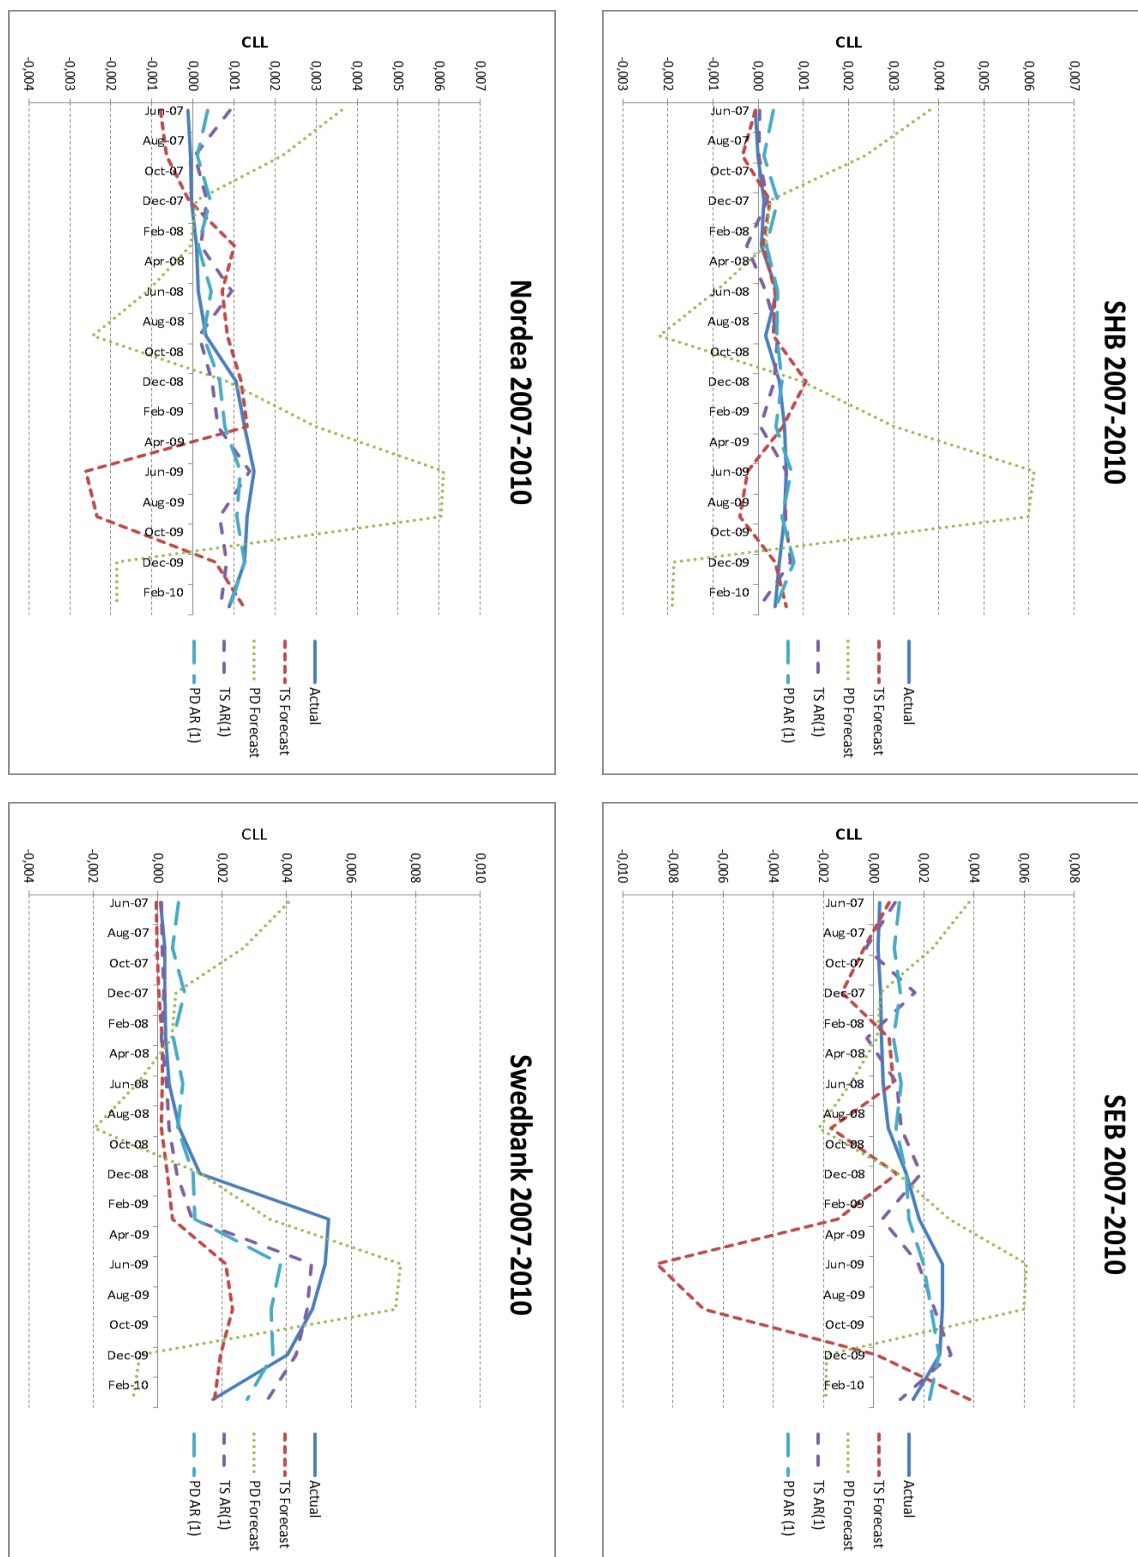 SHB 2007-2010
0,007
0,006
0,005
0,004
0,003
0,002
0,001
0,000
-0,001
-0,002
-0,003
CLL
Jun-07
Aug-07
Oct-07
Dec-07
Feb-08
Apr-08
Jun-08
Aug-08
Oct-08
Dec-08
Feb-09
Apr-09
Jun-09
Aug-09
Oct-09
Dec-09
Feb-10
Actual
TS Forecast
PD Forecast
TS AR(1)
PD AR (1)
SEB 2007-2010
0,008
0,006
0,004
0,002
0,000
-0,002
-0,004
-0,006
-0,008
-0,010
CLL
Jun-07
Aug-07
Oct-07
Dec-07
Feb-08
Apr-08
Jun-08
Aug-08
Oct-08
Dec-08
Feb-09
Apr-09
Jun-09
Aug-09
Oct-09
Dec-09
Feb-10
Actual
TS Forecast
PD Forecast
TS AR(1)
PD AR (1)
Nordea 2007-2010
0,007
0,006
0,005
0,004
0,003
0,002
0,001
0,000
-0,001
-0,002
-0,003
-0,004
CLL
Jun-07
Aug-07
Oct-07
Dec-07
Feb-08
Apr-08
Jun-08
Aug-08
Oct-08
Dec-08
Feb-09
Apr-09
Jun-09
Aug-09
Oct-09
Dec-09
Feb-10
Actual
TS Forecast
PD Forecast
TS AR(1)
PD AR (1)
Swedbank 2007-2010
0,010
0,008
0,006
0,004
0,002
0,000
-0,002
-0,004
CLL
Jun-07
Aug-07
Oct-07
Dec-07
Feb-08
Apr-08
Jun-08
Aug-08
Oct-08
Dec-08
Feb-09
Apr-09
Jun-09
Aug-09
Oct-09
Dec-09
Feb-10
Actual
TS Forecast
PD Forecast
TS AR(1)
PD AR (1)